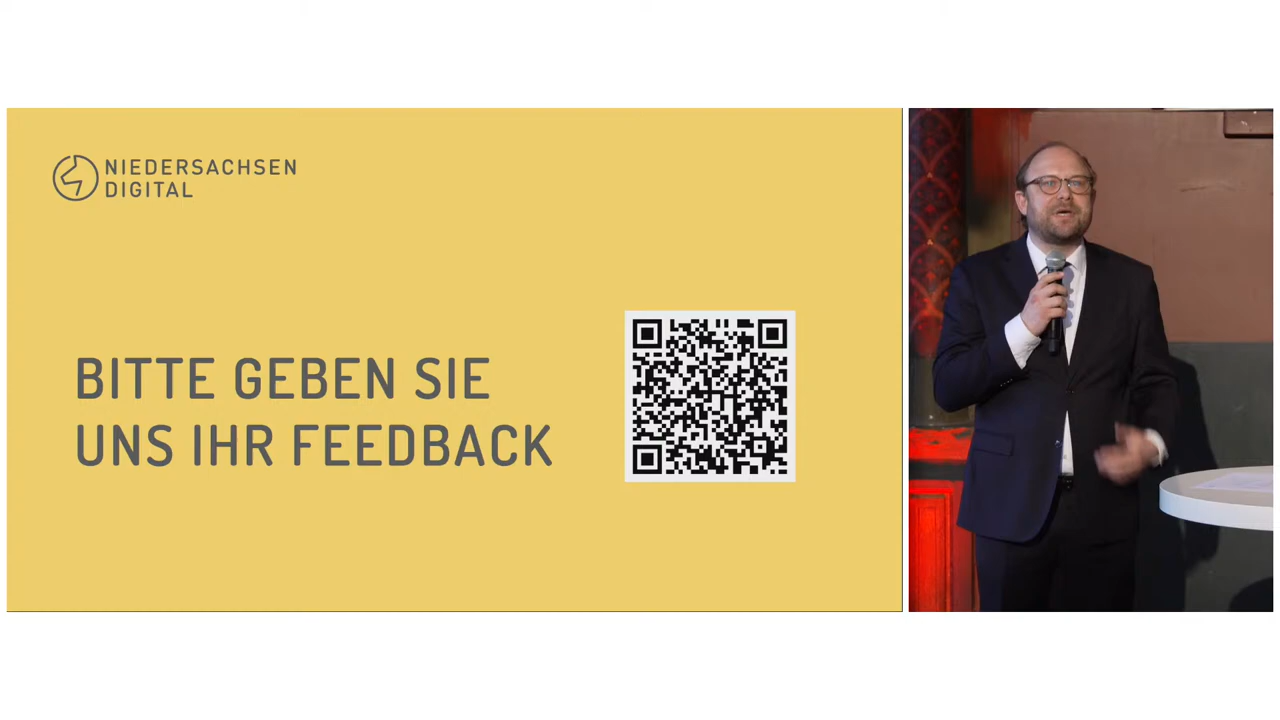 NIEDERSACHSEN
DIGITAL
BITTE GEBEN SIE
UNS IHR FEEDBACK